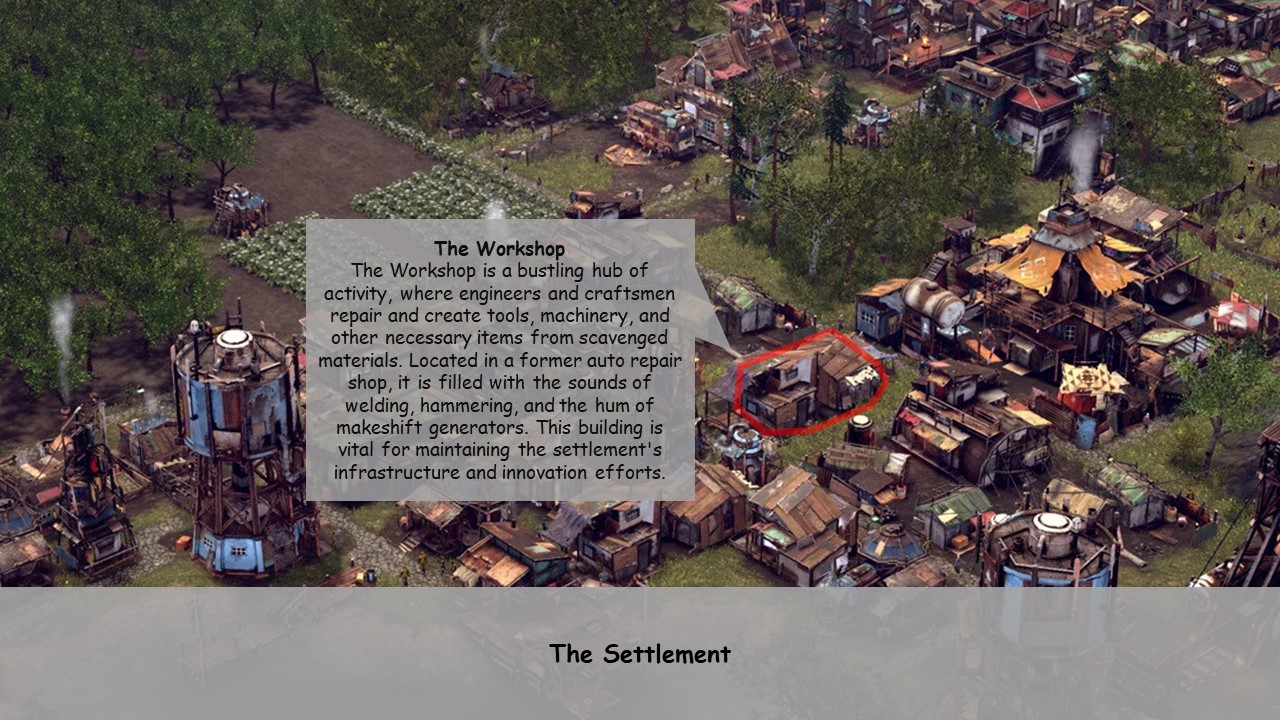 The Workshop
The Workshop is a bustling hub of
activity, where engineers and craftsmen
repair and create tools, machinery, and
other necessary items from scavenged
materials. Located in a former auto repair
shop, it is filled with the sounds of
welding, hammering, and the hum of
makeshift generators. This building is
vital for maintaining the settlement's
infrastructure and innovation efforts.
The Settlement